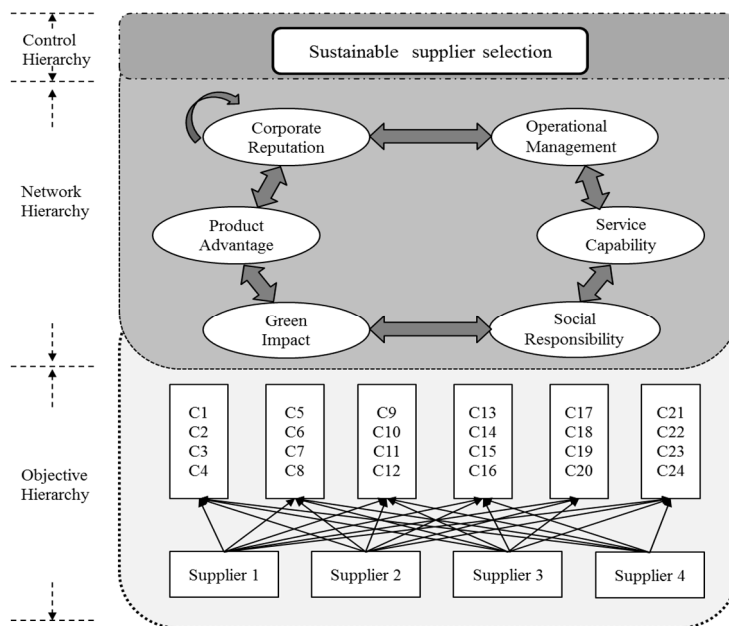 Control
Hierarchy
Sustainable supplier selection
Network
Hierarchy
Corporate
Reputation
Operational
Management
Product
Advantage
Service
Capability
Green
Impact
Social
Responsibility
Objective
Hierarchy
C1
C2
C3
C4
C5
C6
C7
C8
C9
C10
C11
C12
C13
C14
C15
C16
C17
C18
C19
C20
C21
C22
C23
C24
Supplier 1
Supplier 2
Supplier 3
Supplier 4